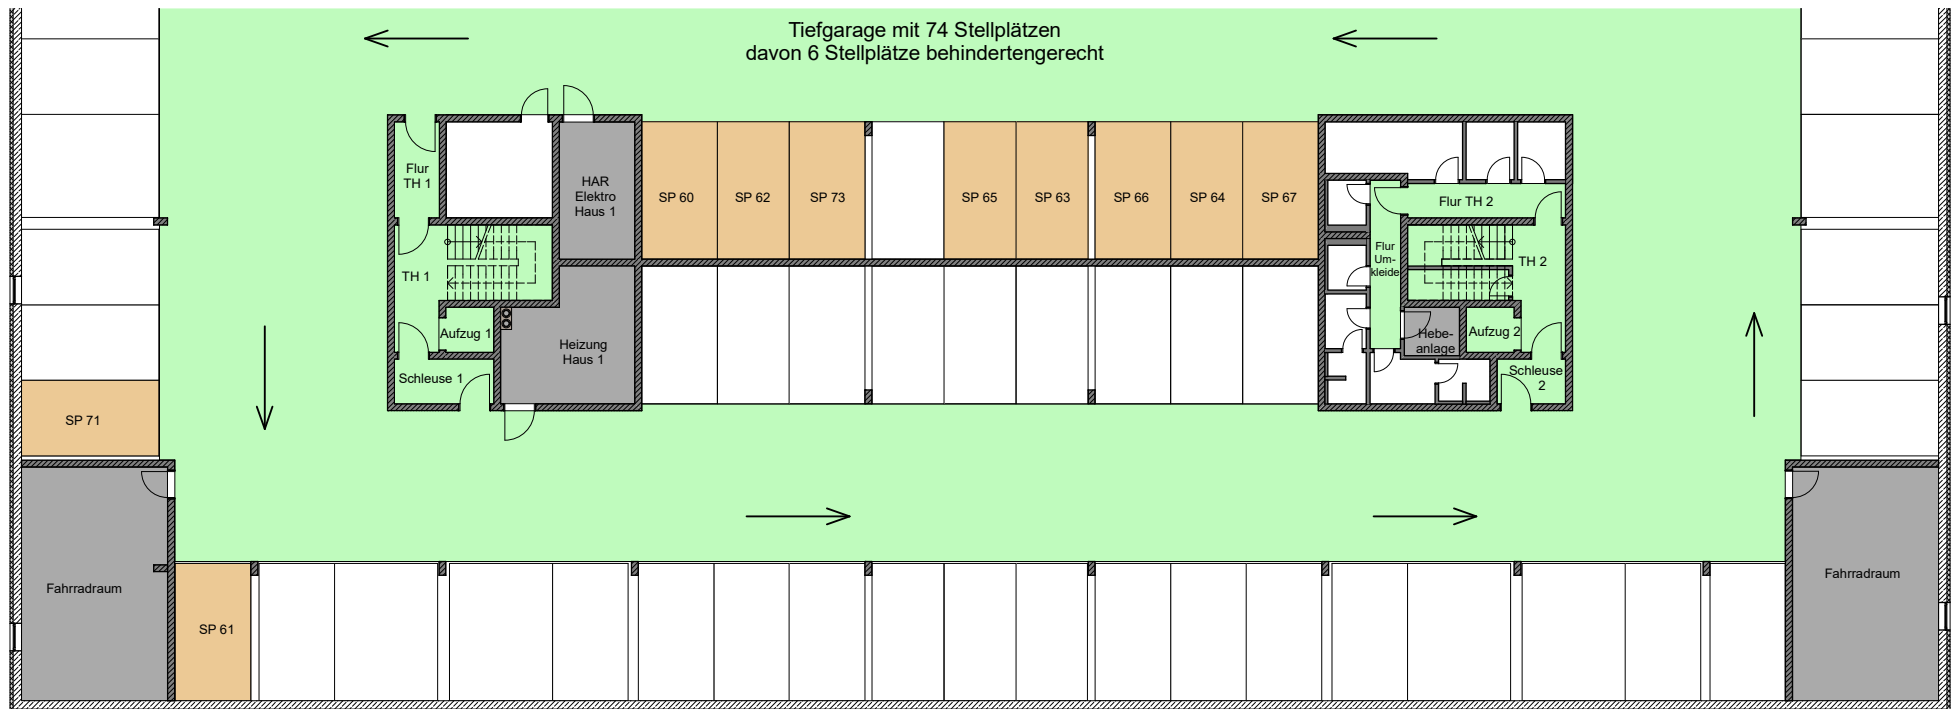 Tiefgarage mit 74 Stellplätzen
davon 6 Stellplätze behindertengerecht
Flur
TH 1
HAR
Elektro
Haus 1
SP 60
SP 62
SP 73
SP 65
SP 63
SP 66
SP 64
SP 67
Flur TH 2
TH 1
Flur
Um-
kleide
TH 2
Aufzug 1
Heizung
Haus 1
Hebe-
anlage
Aufzug 2
Schleuse 1
Schleuse
2
SP 71
Fahrradraum
SP 61
Fahrradraum